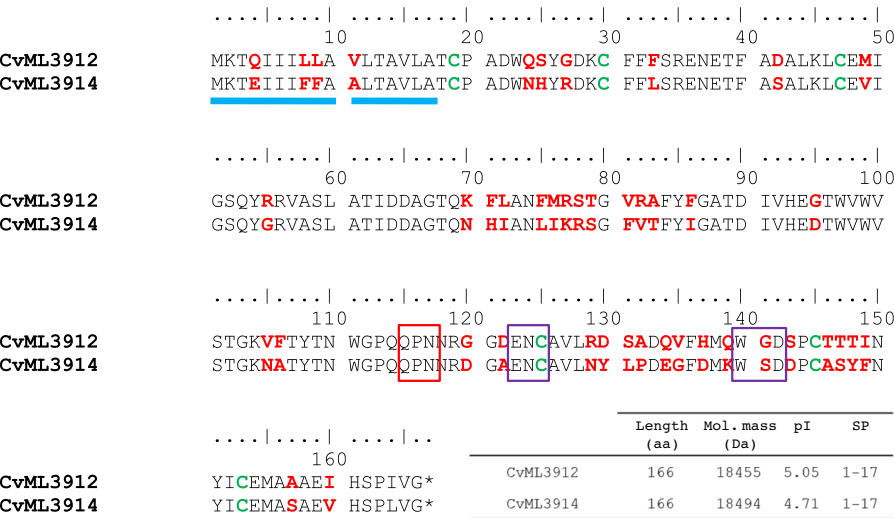 ....|....|....|....|....|....|....|....|....|....|
10 20 30 40 50
CvML3912 MKTQIIILLA VLTAVLATCP ADWQSYGDKC FFFSRENETF ADALKLCEMI
CvML3914 MKTEIIIFFA ALTAVLATCP ADWNHYRDKC FFLSRENETF ASALKLCEVI
....|....|....|....|....|....|....|....|....|....|
60 70 80 90 100
CvML3912 GSQYRRVASL ATIDDAGTQK FLANFMRSTG VRAFYFGATD IVHEGTWVWV
CvML3914 GSQYGRVASL ATIDDAGTQN HIANLIKRSG FVTFYIGATD IVHEDTWVWV
....|....|....|....|....|....|....|....|....|....|
110 120 130 140 150
CvML3912 STGKVFTYTN WGPQQPNNRG GDENCAVLRD SADQVFHMQW GDSPCTTTIN
CvML3914 STGKNATYTN WGPQQPNNRD GAENCAVLNY LPDEGFDMKW SDDPCASYFN
....|....|....|.
160
CvML3912 YICEMAAAEI HSPIVG*
CvML3914 YICEMASAEV HSPLVG*
Length (aa) Mol. mass (Da) pI SP
CvML3912 166 18455 5.05 1-17
CvML3914 166 18494 4.71 1-17